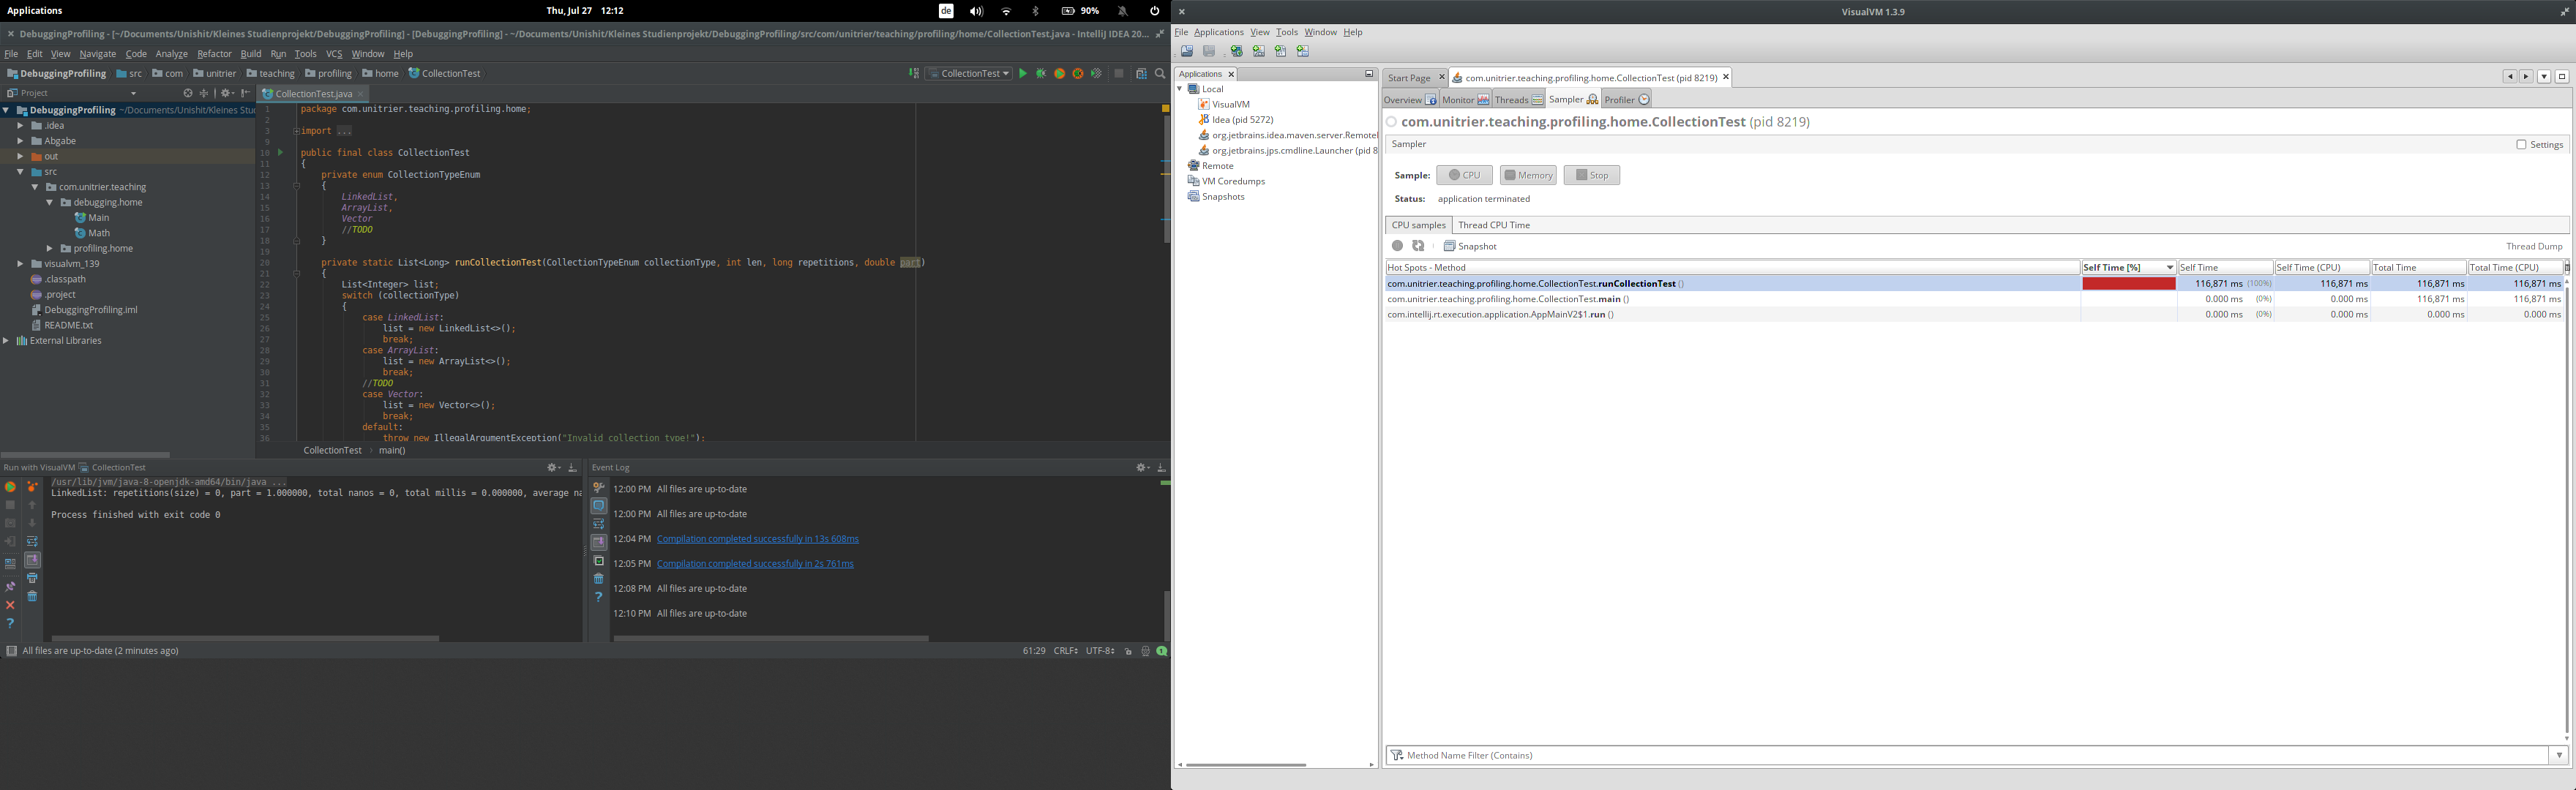 Applications
Thu, Jul 27 12:12
de
90%
DebuggingProfiling - [~/Documents/Unishit/Kleines Studienprojekt/DebuggingProfiling] - [DebuggingProfiling] - ~/Documents/Unishit/Kleines Studienprojekt/DebuggingProfiling/src/com/unitrier/teaching/profiling/home/CollectionTest.java - IntelliJ IDEA 20...
File Edit View Navigate Code Analyze Refactor Build Run Tools VCS Window Help
DebuggingProfiling src com unitrier teaching profiling home CollectionTest
CollectionTest
Project
CollectionTest.java
DebuggingProfiling ~/Documents/Unishit/Kleines Stu
.idea
Abgabe
out
src
com.unitrier.teaching
debugging.home
Main
Math
profiling.home
visualvm_139
.classpath
.project
DebuggingProfiling.iml
README.txt
External Libraries
1 package com.unitrier.teaching.profiling.home;
2
3 import ...
9
10 public final class CollectionTest
11 {
12 private enum CollectionTypeEnum
13 {
14 LinkedList,
15 ArrayList,
16 Vector
17 //TODO
18 }
19
20 private static List<Long> runCollectionTest(CollectionTypeEnum collectionType, int len, long repetitions, double part)
21 {
22 List<Integer> list;
23 switch (collectionType)
24 {
25 case LinkedList:
26 list = new LinkedList<>();
27 break;
28 case ArrayList:
29 list = new ArrayList<>();
30 break;
31 //TODO
32 case Vector:
33 list = new Vector<>();
34 break;
35 default:
36 throw new IllegalArgumentException("Invalid collection type!");
CollectionTest › main()
Run with VisualVM CollectionTest
/usr/lib/jvm/java-8-openjdk-amd64/bin/java ...
LinkedList: repetitions(size) = 0, part = 1.000000, total nanos = 0, total millis = 0.000000, average na
Process finished with exit code 0
Event Log
12:00 PM All files are up-to-date
12:00 PM All files are up-to-date
12:04 PM Compilation completed successfully in 13s 608ms
12:05 PM Compilation completed successfully in 2s 761ms
12:08 PM All files are up-to-date
12:10 PM All files are up-to-date
All files are up-to-date (2 minutes ago)
61:29 CRLF UTF-8
VisualVM 1.3.9
File Applications View Tools Window Help
Applications
Local
VisualVM
Idea (pid 5272)
org.jetbrains.idea.maven.server.Remotel
org.jetbrains.jps.cmdline.Launcher (pid 8
Remote
VM Coredumps
Snapshots
Start Page com.unitrier.teaching.profiling.home.CollectionTest (pid 8219)
Overview Monitor Threads Sampler Profiler
com.unitrier.teaching.profiling.home.CollectionTest (pid 8219)
Sampler
Settings
Sample: CPU Memory Stop
Status: application terminated
CPU samples Thread CPU Time
Snapshot
Thread Dump
Hot Spots - Method Self Time [%] Self Time Self Time (CPU) Total Time Total Time (CPU)
com.unitrier.teaching.profiling.home.CollectionTest.runCollectionTest () 116,871 ms (100%) 116,871 ms 116,871 ms 116,871 ms
com.unitrier.teaching.profiling.home.CollectionTest.main () 0.000 ms (0%) 0.000 ms 116,871 ms 116,871 ms
com.intellij.rt.execution.application.AppMainV2$1.run () 0.000 ms (0%) 0.000 ms 0.000 ms 0.000 ms
Method Name Filter (Contains)